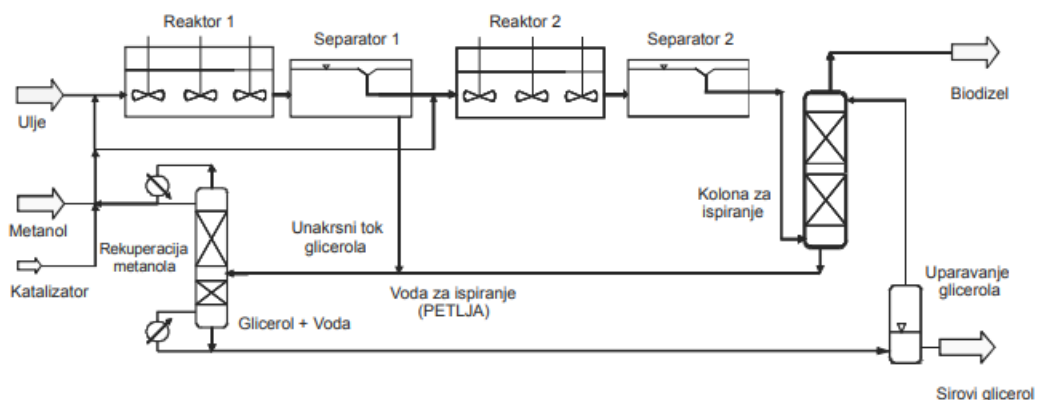 Reaktor 1
Reaktor 2
Separator 1
Separator 2
Ulje
Biodizel
Metanol
Rekuperacija
metanola
Katalizator
Unakrsni tok
glicerola
Kolona za
ispiranje
Voda za ispiranje
(PETLJA)
Glicerol + Voda
Uparavanje
glicerola
Sirovi glicerol